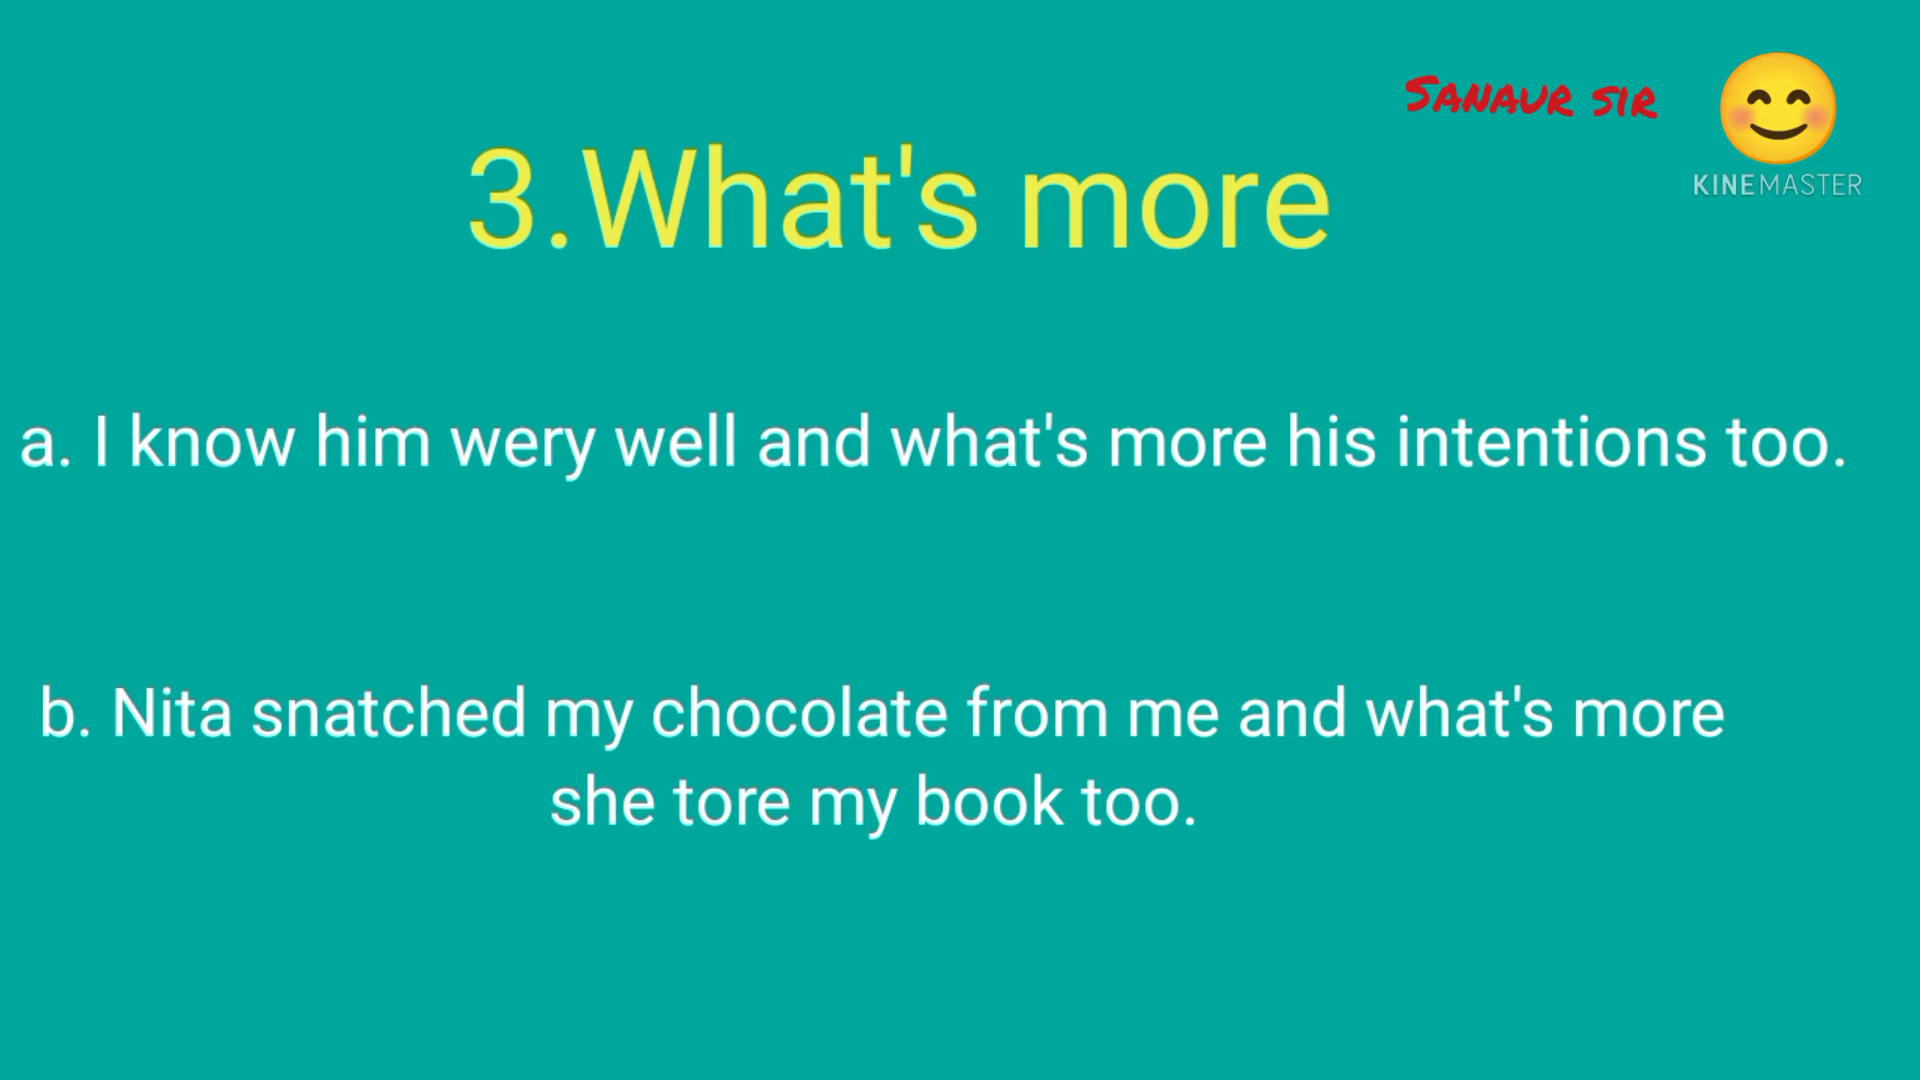 Sanaur sir
KINEMASTER
3.What's more
a. I know him wery well and what's more his intentions too.
b. Nita snatched my chocolate from me and what's more
she tore my book too.